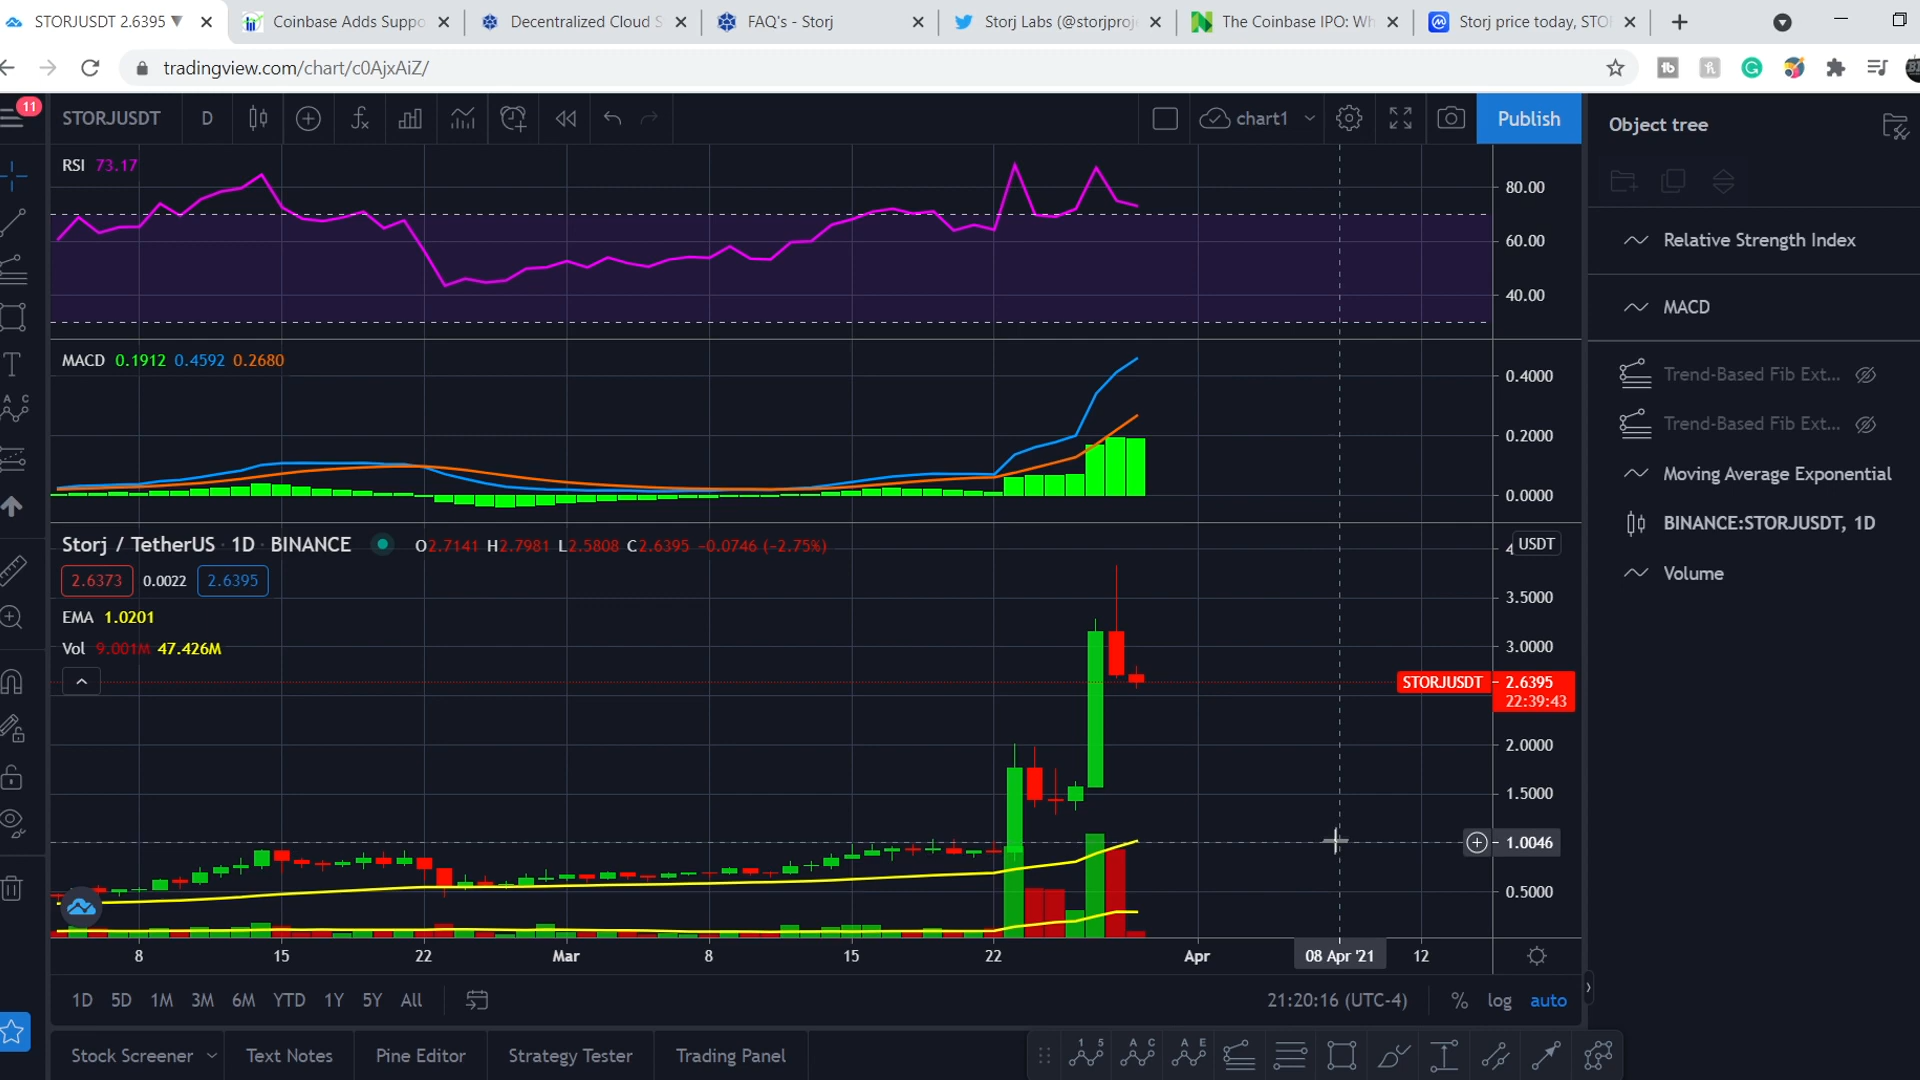 STORJUSDT 2.6395 ▼
Coinbase Adds Suppo
Decentralized Cloud S
FAQ's - Storj
Storj Labs (@storjproj
The Coinbase IPO: Wh
Storj price today, STO
tradingview.com/chart/c0AjxAiZ/
11
STORJUSDT D
chart1
Publish
Object tree
RSI 73.17
80.00
60.00
40.00
Relative Strength Index
MACD
MACD 0.1912 0.4592 0.2680
0.4000
0.2000
0.0000
Trend-Based Fib Ext...
Trend-Based Fib Ext...
Moving Average Exponential
BINANCE:STORJUSDT, 1D
Volume
Storj / TetherUS 1D BINANCE O2.7141 H2.7981 L2.5808 C2.6395 −0.0746 (−2.75%)
2.6373 0.0022 2.6395
EMA 1.0201
Vol 9.001M 47.426M
4 USDT
3.5000
3.0000
STORJUSDT 2.6395
22:39:43
2.0000
1.5000
1.0046
0.5000
8 15 22 Mar 8 15 22 Apr 08 Apr '21 12
1D 5D 1M 3M 6M YTD 1Y 5Y All
21:20:16 (UTC-4) % log auto
Stock Screener Text Notes Pine Editor Strategy Tester Trading Panel